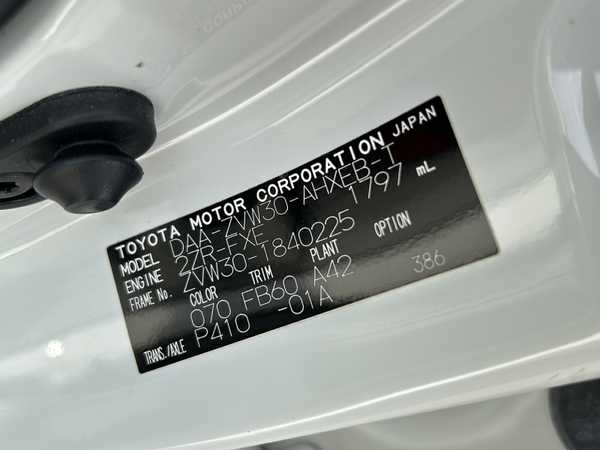 TOYOTA MOTOR CORPORATION JAPAN
MODEL DAA-ZVW30-AHXEB-T
ENGINE 2ZR-FXE 1797 mL
FRAME No. ZVW30-1840225
COLOR TRIM PLANT OPTION
070 FB60 A42 386
TRANS./AXLE P410 -01A